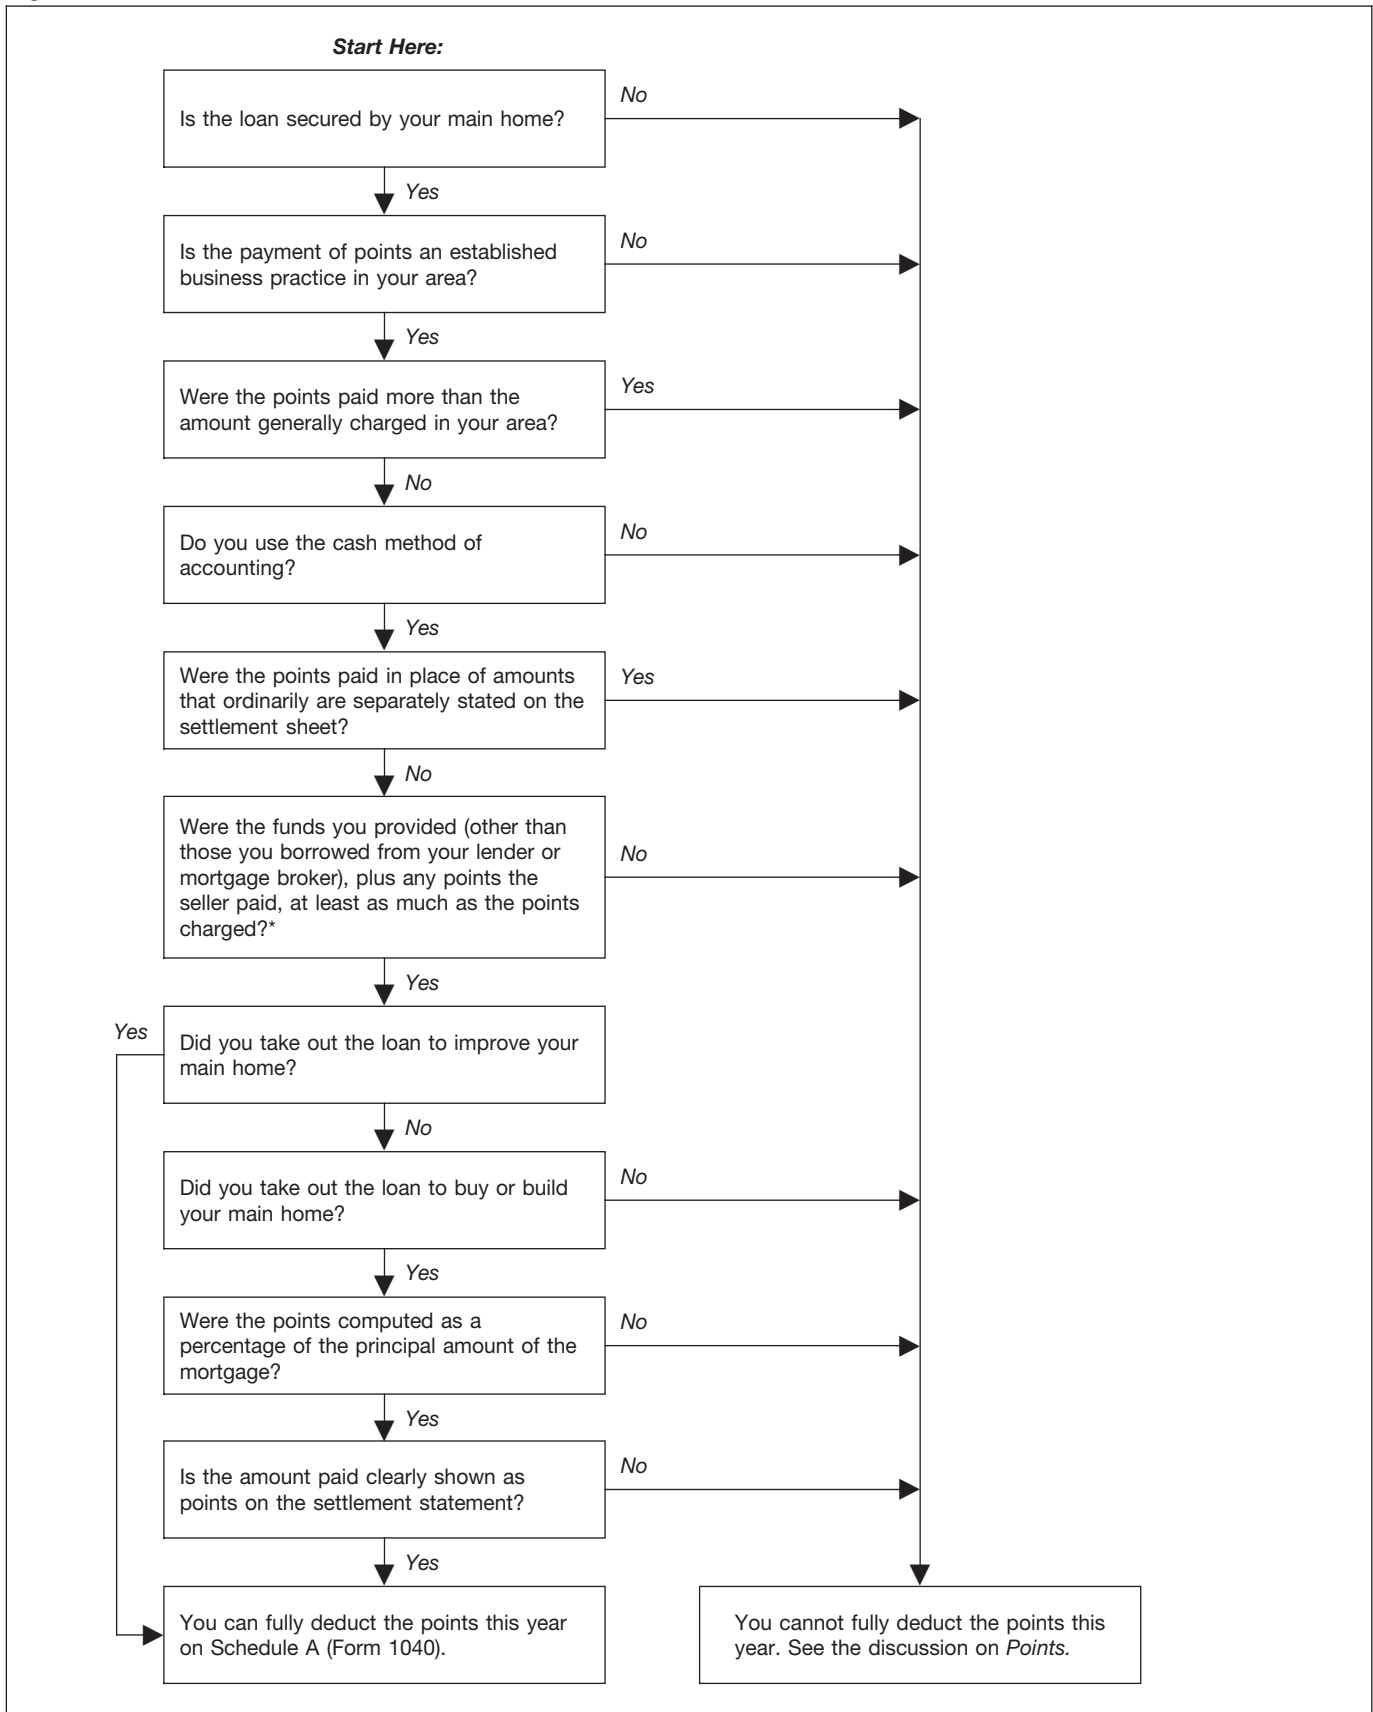 Start Here:
Is the loan secured by your main home?
No
Yes
Is the payment of points an established
business practice in your area?
No
Yes
Were the points paid more than the
amount generally charged in your area?
Yes
No
Do you use the cash method of
accounting?
No
Yes
Were the points paid in place of amounts
that ordinarily are separately stated on the
settlement sheet?
Yes
No
Were the funds you provided (other than
those you borrowed from your lender or
mortgage broker), plus any points the
seller paid, at least as much as the points
charged?*
No
Yes
Yes
Did you take out the loan to improve your
main home?
No
Did you take out the loan to buy or build
your main home?
No
Yes
Were the points computed as a
percentage of the principal amount of the
mortgage?
No
Yes
Is the amount paid clearly shown as
points on the settlement statement?
No
Yes
You can fully deduct the points this year
on Schedule A (Form 1040).
You cannot fully deduct the points this
year. See the discussion on Points.